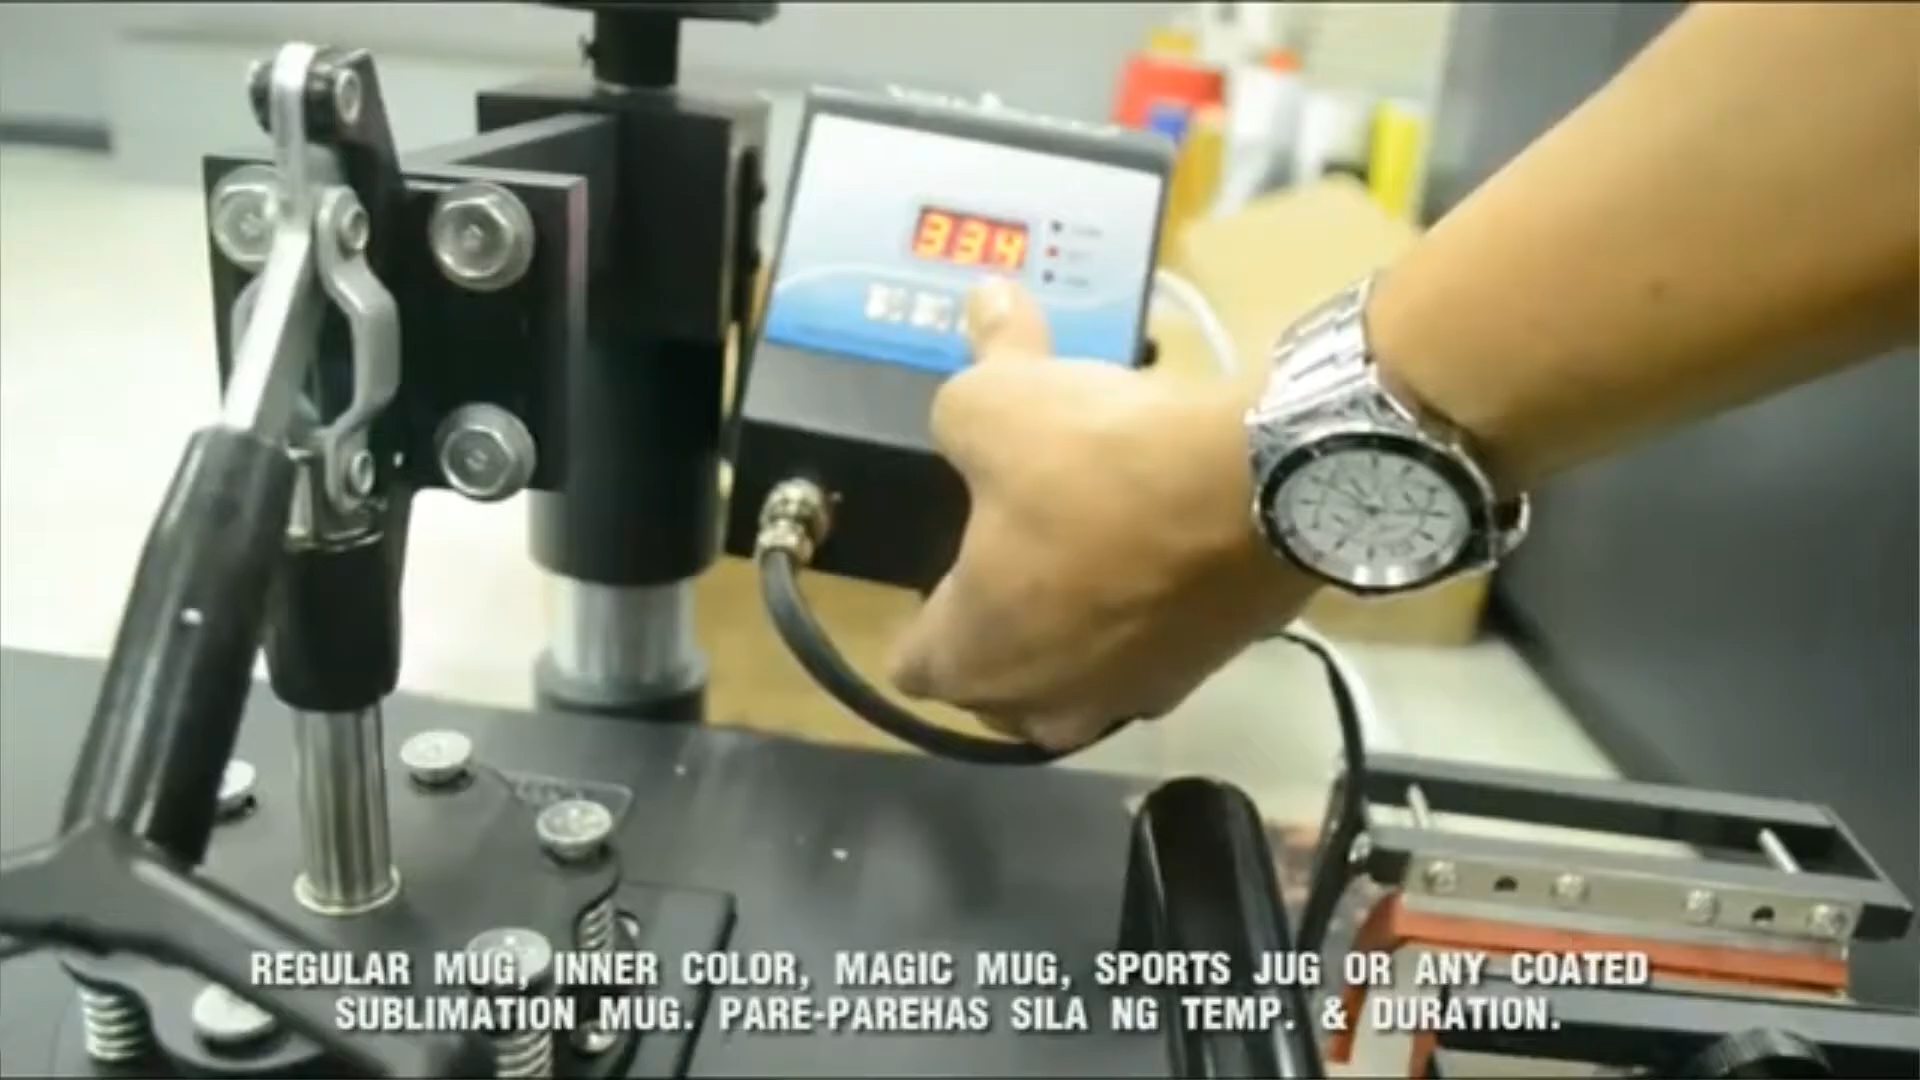 334
REGULAR MUG, INNER COLOR, MAGIC MUG, SPORTS JUG OR ANY COATED
SUBLIMATION MUG. PARE-PAREHAS SILA NG TEMP. & DURATION.